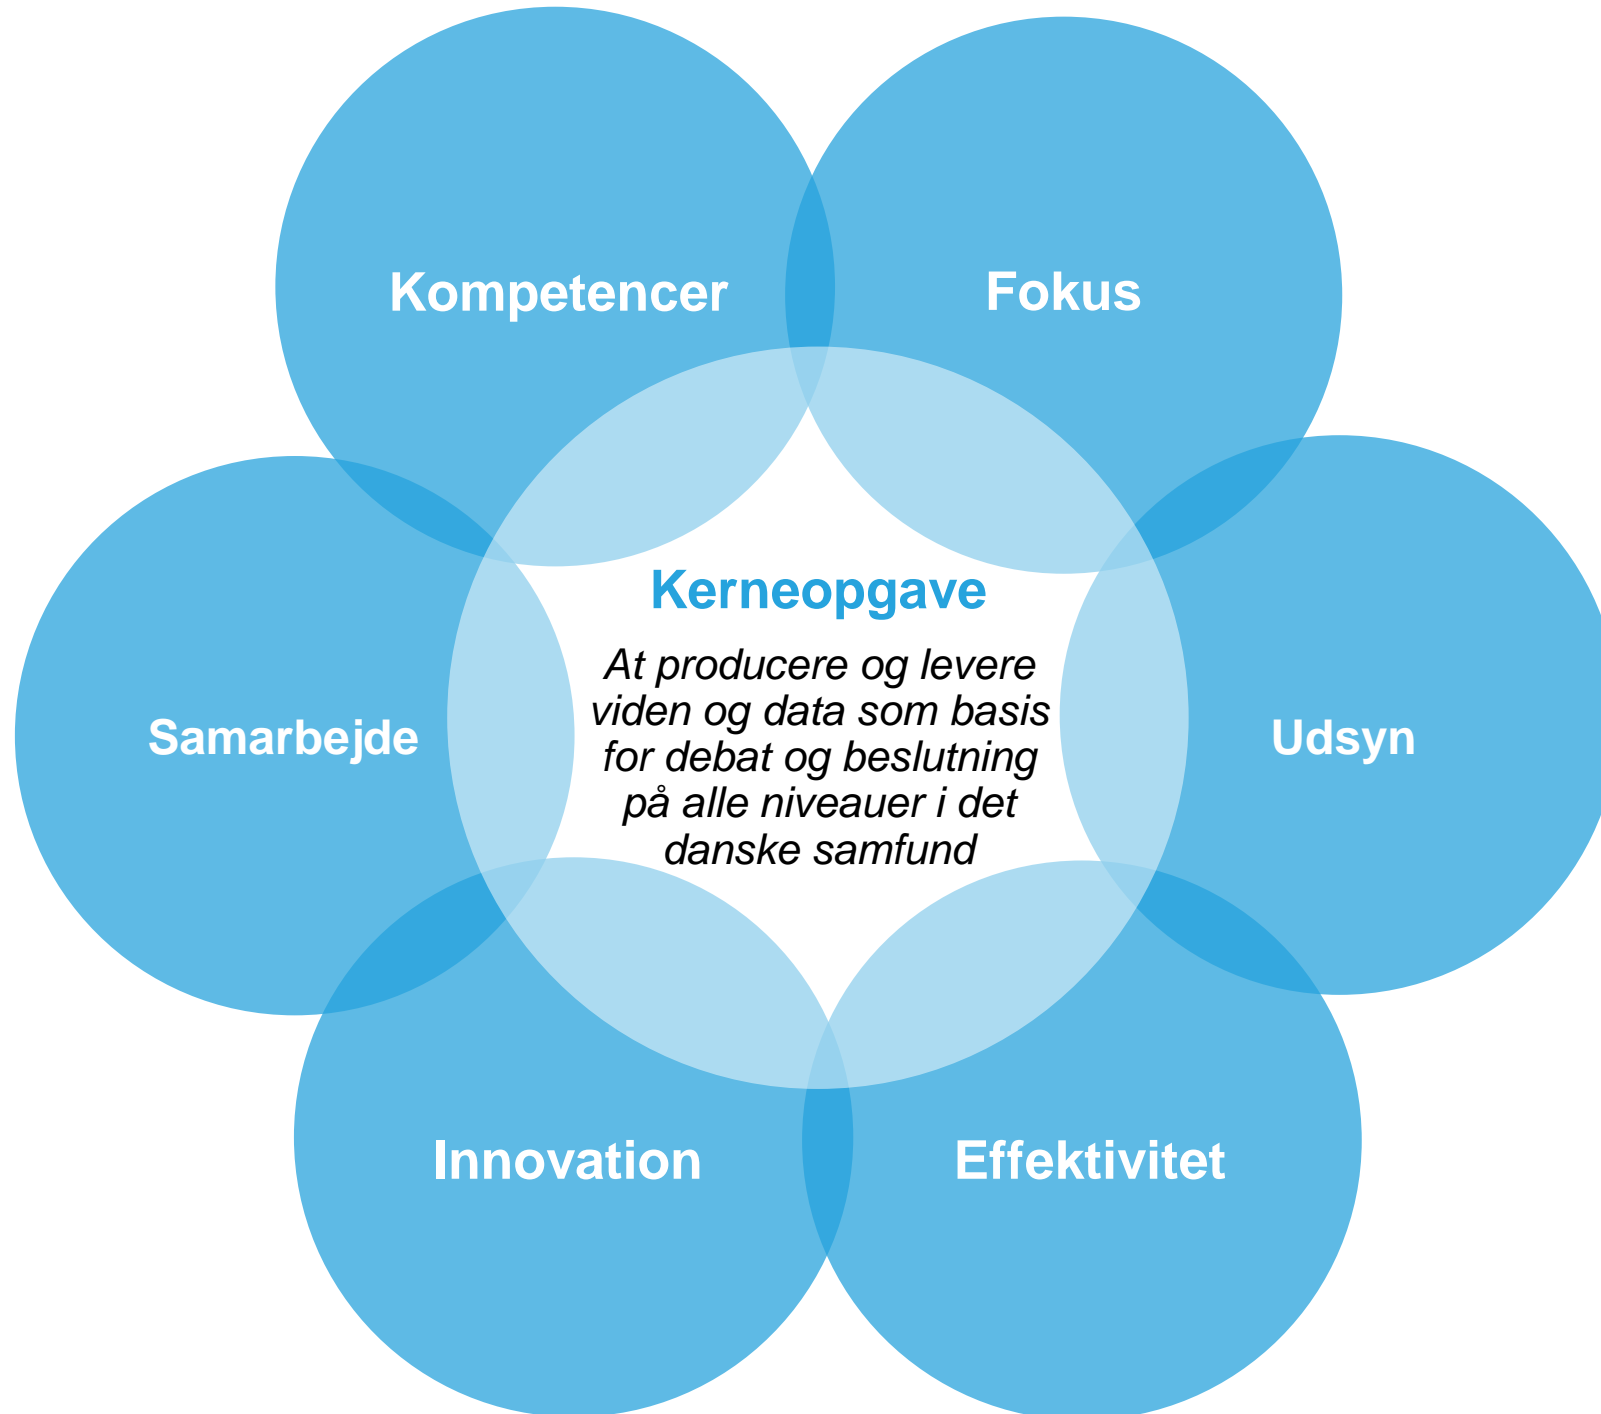 Kompetencer
Fokus
Kerneopgave
At producere og levere
viden og data som basis
for debat og beslutning
på alle niveauer i det
danske samfund
Samarbejde
Udsyn
Innovation
Effektivitet